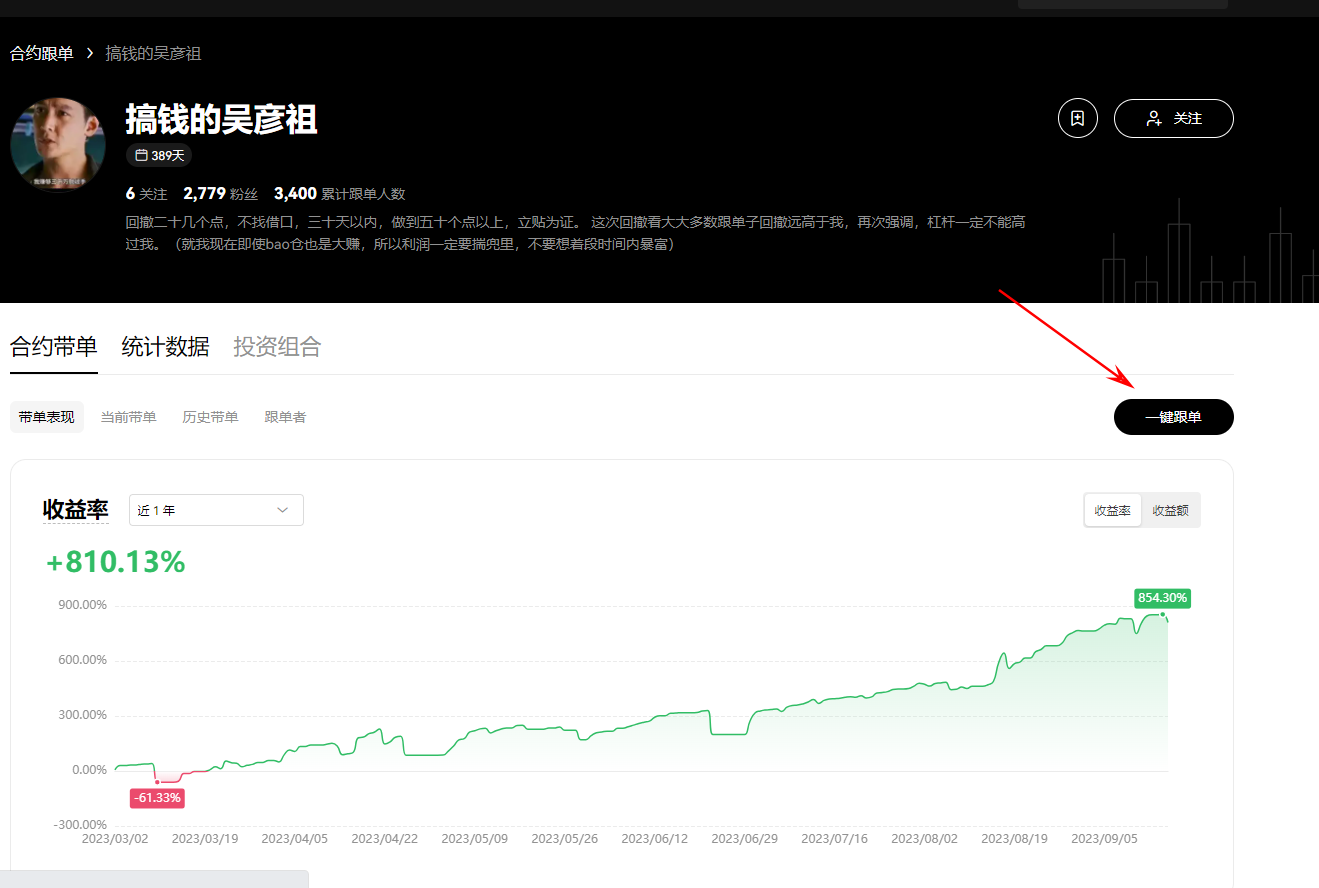 合约跟单 > 搞钱的吴彦祖
搞钱的吴彦祖
389天
关注
6 关注 2,779 粉丝 3,400 累计跟单人数
回撤二十几个点，不找借口，三十天以内，做到五十个点以上，立贴为证。 这次回撤看大大多数跟单子回撤远高于我，再次强调，杠杆一定不能高
过我。（就我现在即使bao仓也是大赚，所以利润一定要揣兜里，不要想着段时间内暴富）
合约带单 统计数据 投资组合
带单表现 当前带单 历史带单 跟单者
一键跟单
收益率 近 1 年
收益率 收益额
+810.13%
854.30%
900.00%
600.00%
300.00%
0.00%
-61.33%
-300.00%
2023/03/02 2023/03/19 2023/04/05 2023/04/22 2023/05/09 2023/05/26 2023/06/12 2023/06/29 2023/07/16 2023/08/02 2023/08/19 2023/09/05